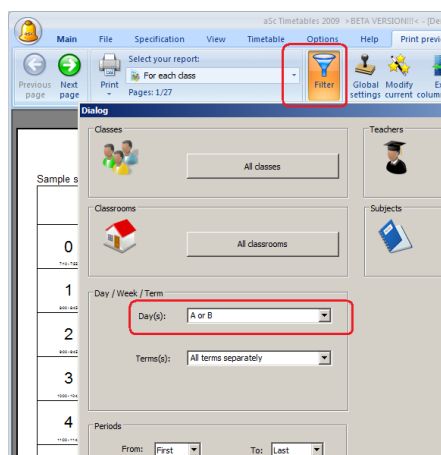 aSc Timetables 2009 > BETA VERSION!!!< - [Des
Main File Specification View Timetable Options Help Print previ
Previous page
Next page
Print
Select your report:
For each class
Pages: 1/27
Filter
Global settings
Modify current
Ex
colum
Dialog
Classes
All classes
Teachers
Classrooms
All classrooms
Subjects
Sample s
0
1
2
3
4
Day / Week / Term
Day(s): A or B
Terms(s): All terms separately
Periods
From: First To: Last